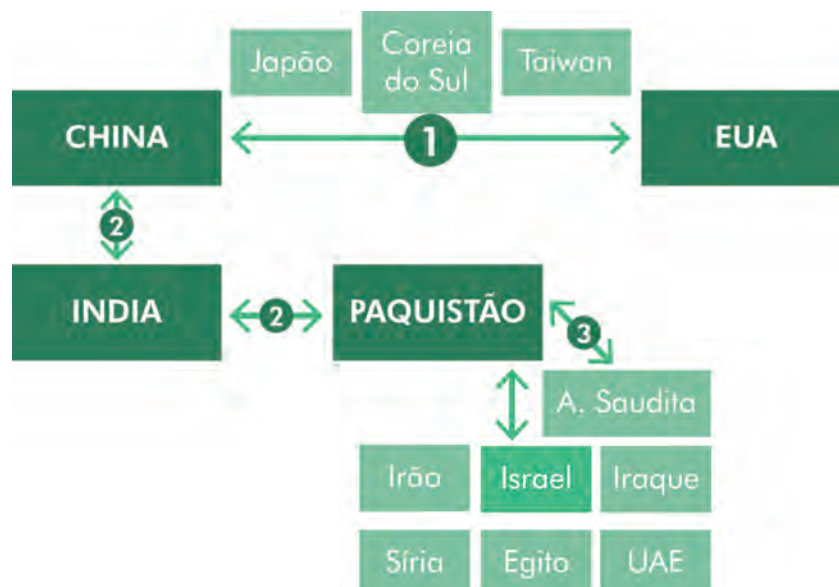 Japão
Coreia
do Sul
Taiwan
CHINA
1
EUA
2
INDIA
2
PAQUISTÃO
3
A. Saudita
Irão
Israel
Iraque
Síria
Egito
UAE